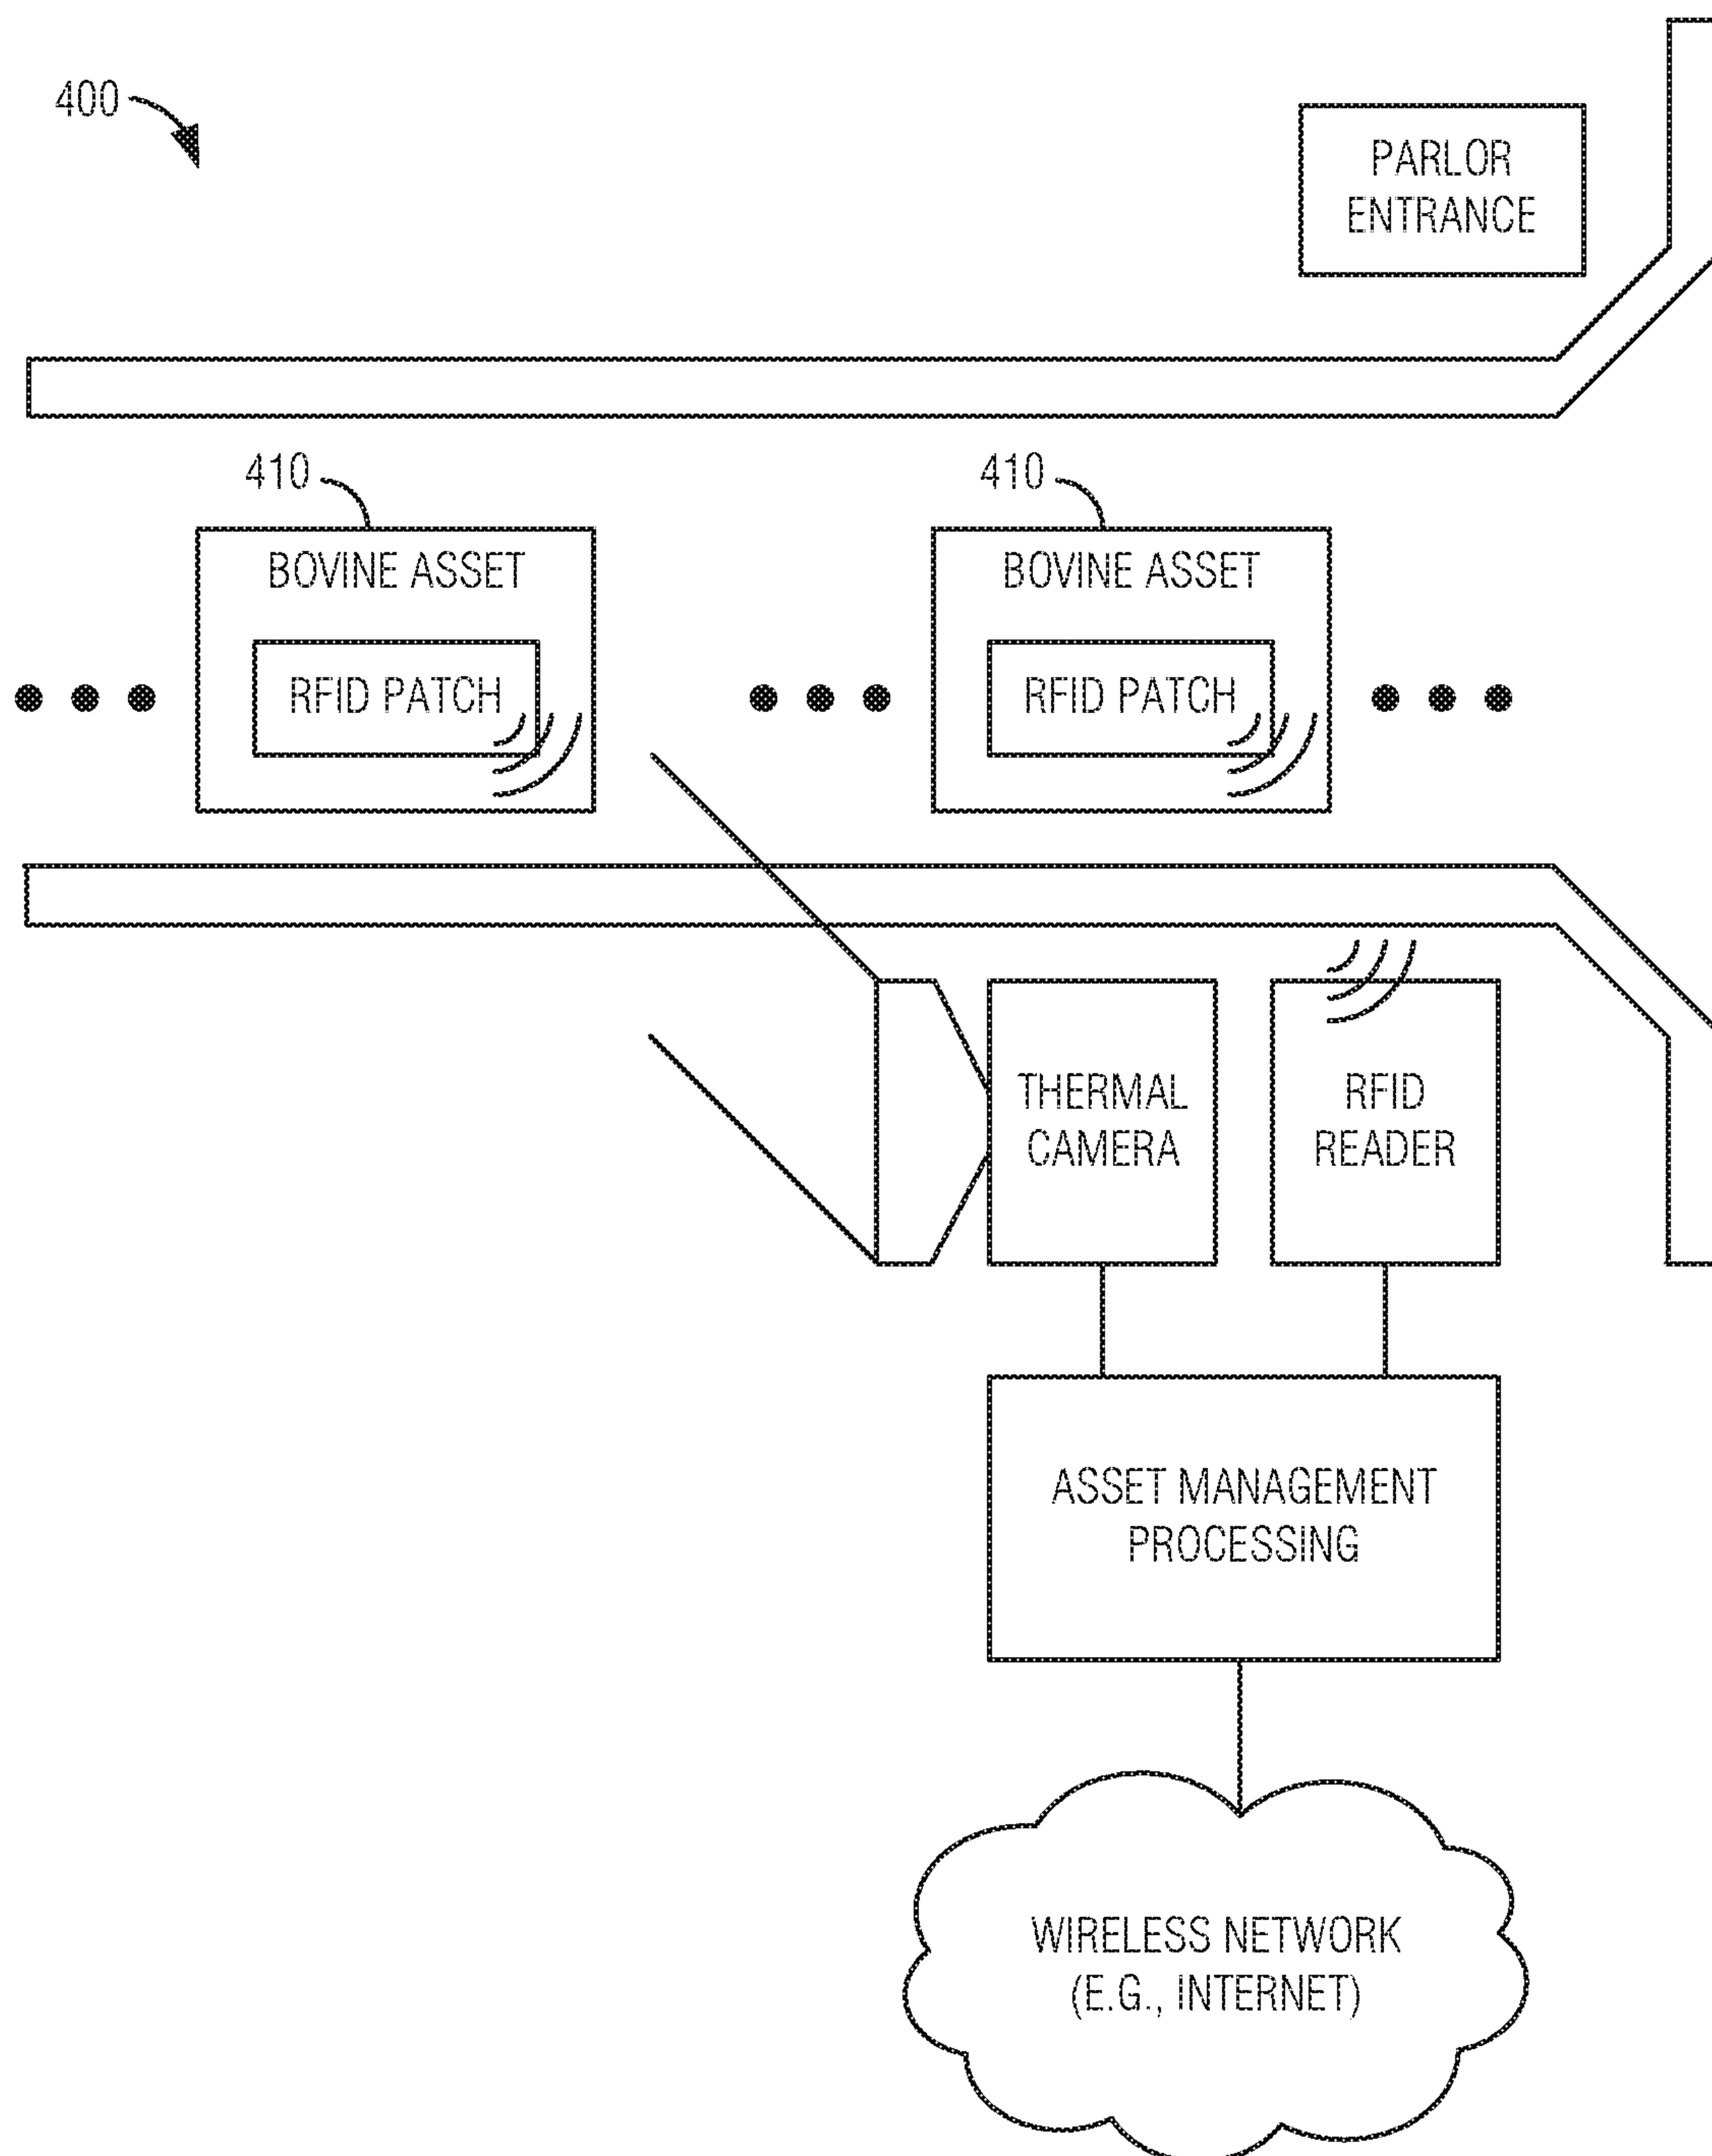 400
PARLOR
ENTRANCE
410
410
BOVINE ASSET
BOVINE ASSET
RFID PATCH
RFID PATCH
THERMAL
CAMERA
RFID
READER
ASSET MANAGEMENT
PROCESSING
WIRELESS NETWORK
(E.G., INTERNET)